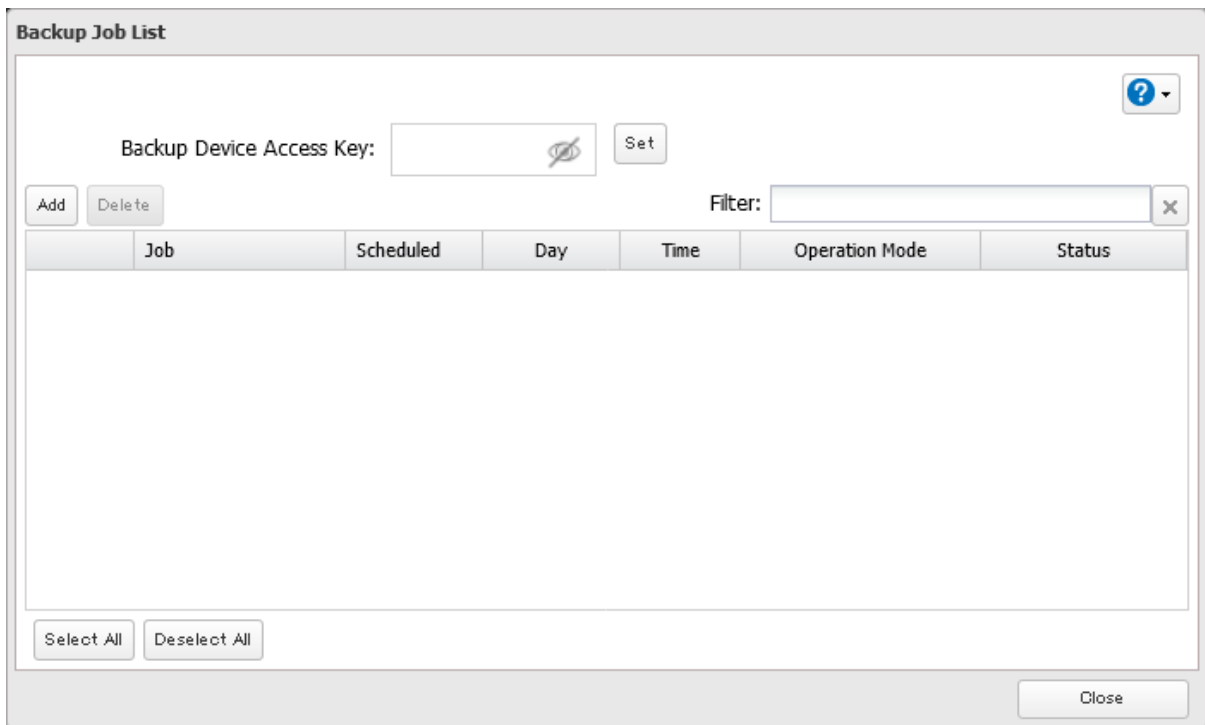 Backup Job List
Backup Device Access Key: Set
Add Delete Filter:
Job Scheduled Day Time Operation Mode Status
Select All Deselect All
Close